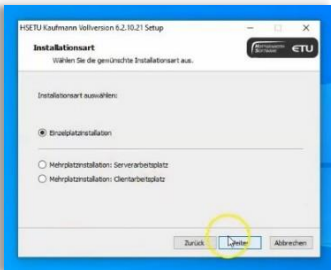 HSETU Kaufmann Vollversion 6.2.10.21 Setup
Installationsart
Wählen Sie die gewünschte Installationsart aus.
ETU
Installationsart auswählen:
Einzelplatzinstallation
Mehrplatzinstallation: Serverarbeitsplatz
Mehrplatzinstallation: Clientarbeitsplatz
Zurück Weiter Abbrechen